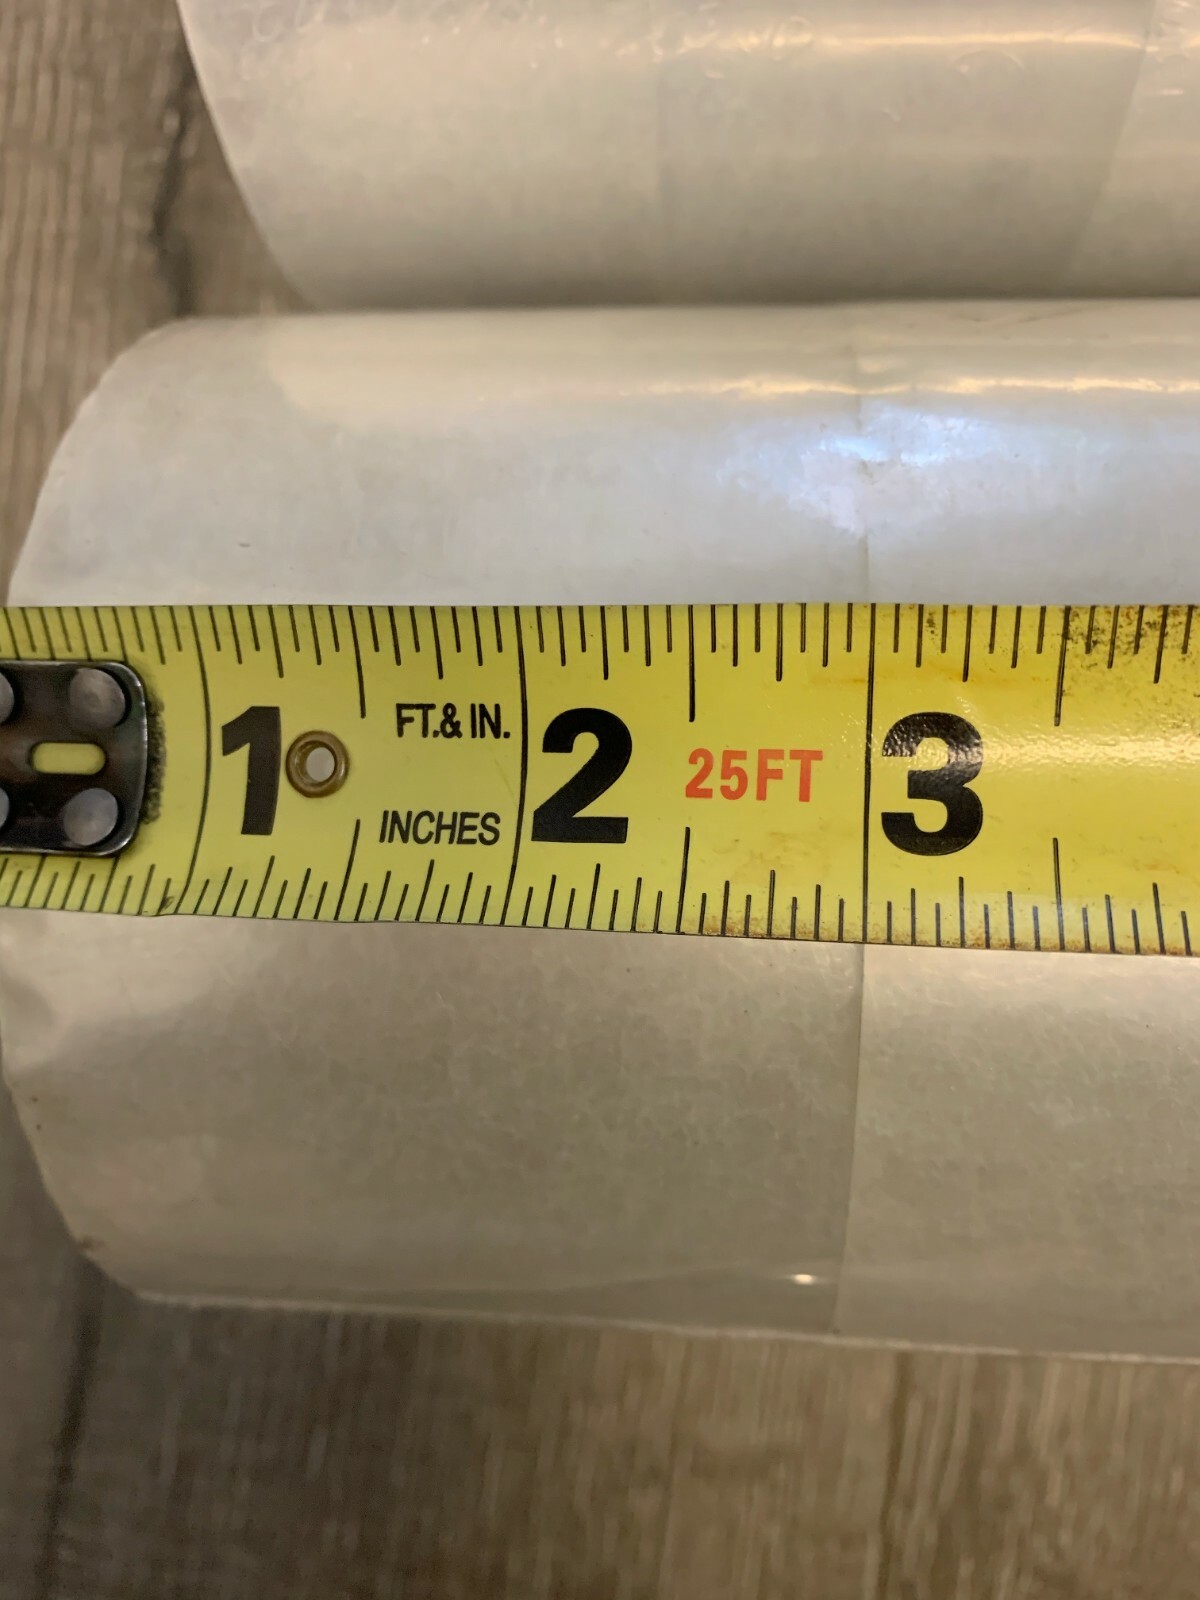 1 FT.& IN. 2 25FT 3
INCHES